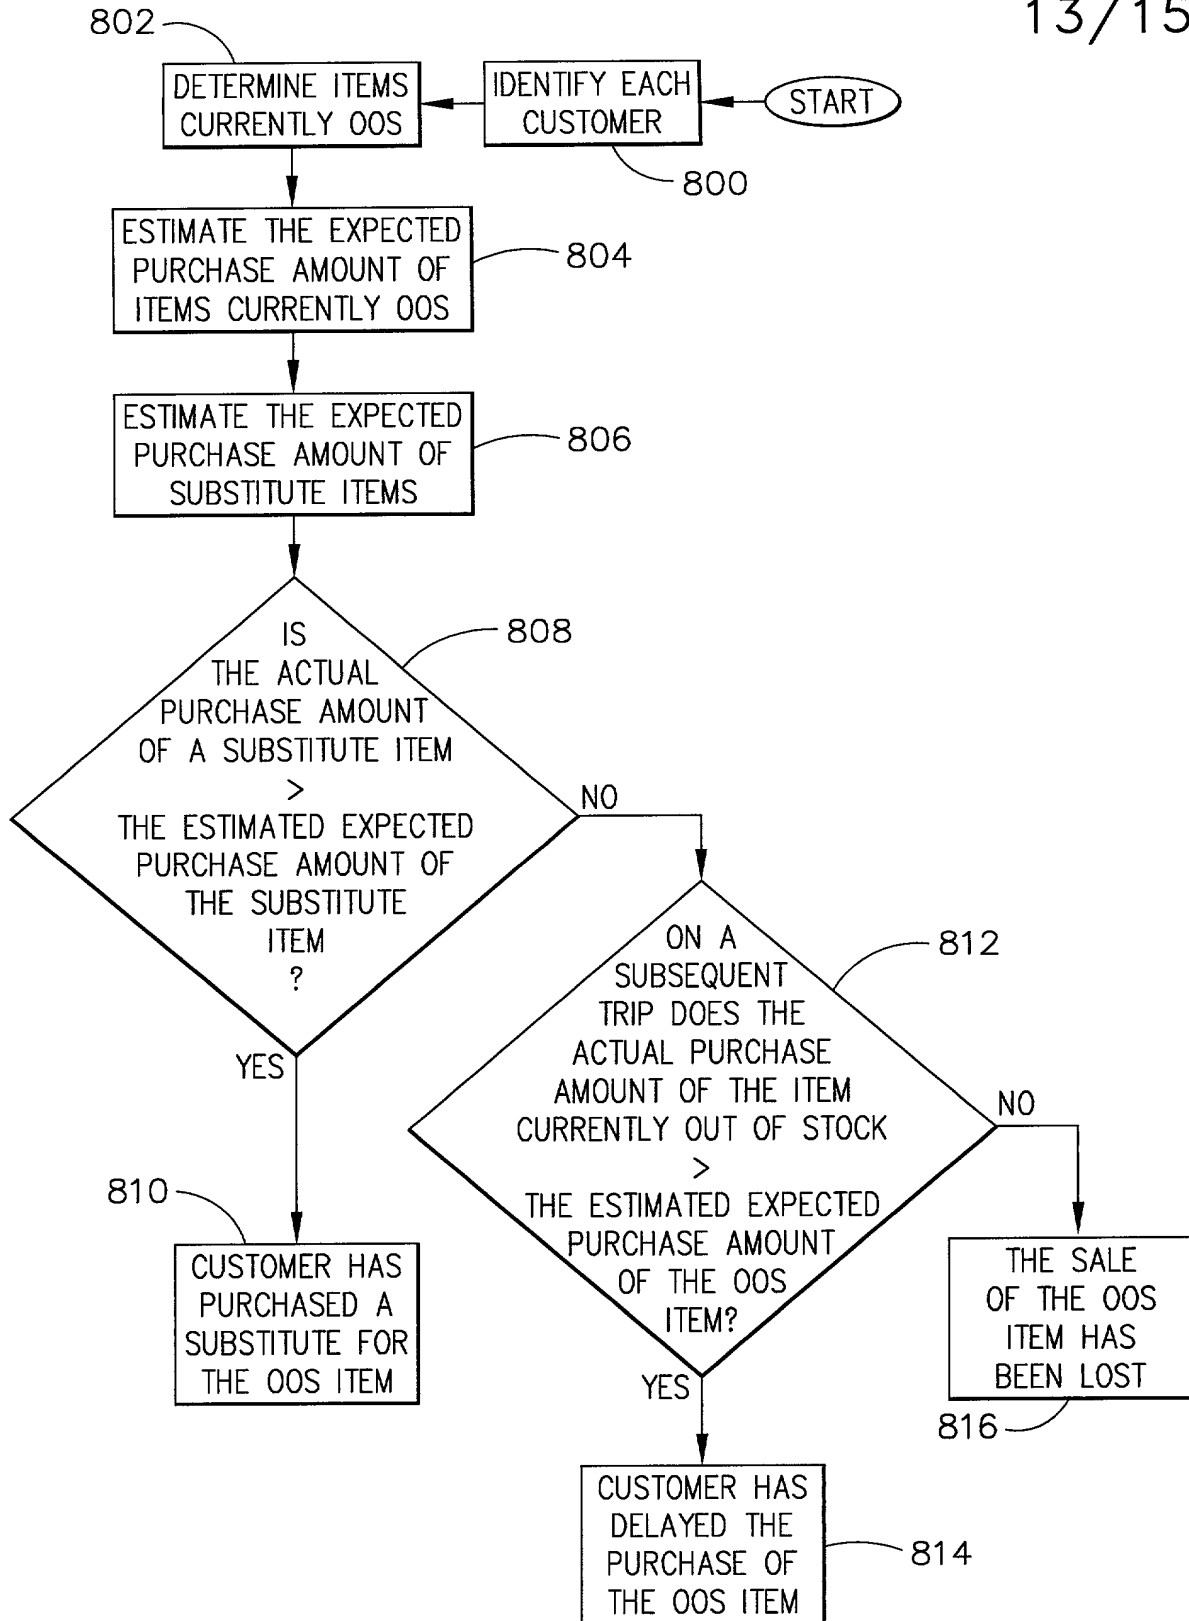 13/15
802
DETERMINE ITEMS
CURRENTLY OOS
IDENTIFY EACH
CUSTOMER
START
800
ESTIMATE THE EXPECTED
PURCHASE AMOUNT OF
ITEMS CURRENTLY OOS
804
ESTIMATE THE EXPECTED
PURCHASE AMOUNT OF
SUBSTITUTE ITEMS
806
IS
THE ACTUAL
PURCHASE AMOUNT
OF A SUBSTITUTE ITEM
>
THE ESTIMATED EXPECTED
PURCHASE AMOUNT OF
THE SUBSTITUTE
ITEM
?
808
NO
YES
810
CUSTOMER HAS
PURCHASED A
SUBSTITUTE FOR
THE OOS ITEM
ON A
SUBSEQUENT
TRIP DOES THE
ACTUAL PURCHASE
AMOUNT OF THE ITEM
CURRENTLY OUT OF STOCK
>
THE ESTIMATED EXPECTED
PURCHASE AMOUNT
OF THE OOS
ITEM?
812
NO
YES
THE SALE
OF THE OOS
ITEM HAS
BEEN LOST
816
CUSTOMER HAS
DELAYED THE
PURCHASE OF
THE OOS ITEM
814